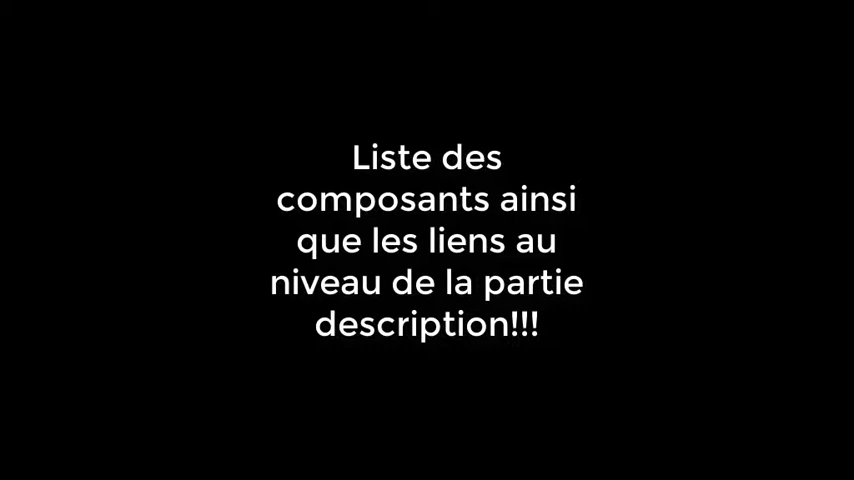 Liste des
composants ainsi
que les liens au
niveau de la partie
description!!!